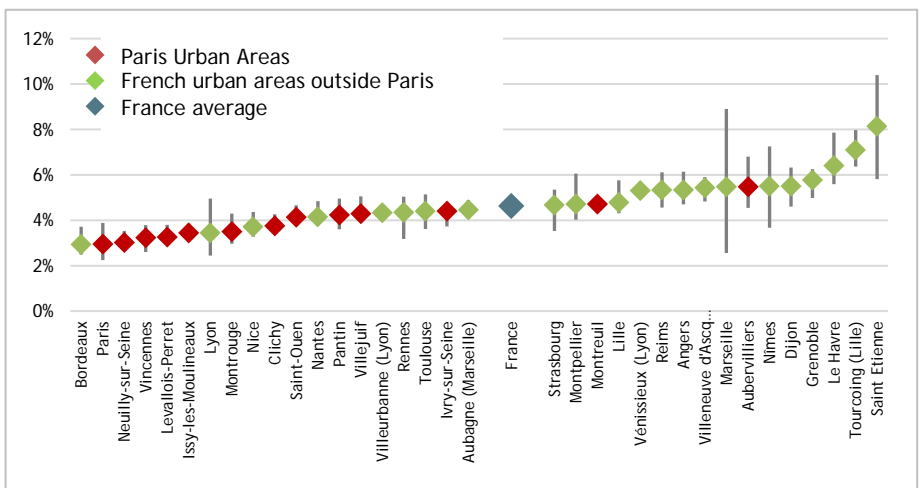 12%
10%
8%
6%
4%
2%
0%
Paris Urban Areas
French urban areas outside Paris
France average
Bordeaux
Paris
Neuilly-sur-Seine
Vincennes
Levallois-Perret
Issy-les-Moulineaux
Lyon
Montrouge
Nice
Clichy
Saint-Ouen
Nantes
Pantin
Villejuif
Villeurbanne (Lyon)
Rennes
Toulouse
Ivry-sur-Seine
Aubagne (Marseille)
France
Strasbourg
Montpellier
Montreuil
Lille
Vénissieux (Lyon)
Reims
Angers
Villeneuve d'Ascq...
Marseille
Aubervilliers
Nîmes
Dijon
Grenoble
Le Havre
Tourcoing (Lille)
Saint Etienne